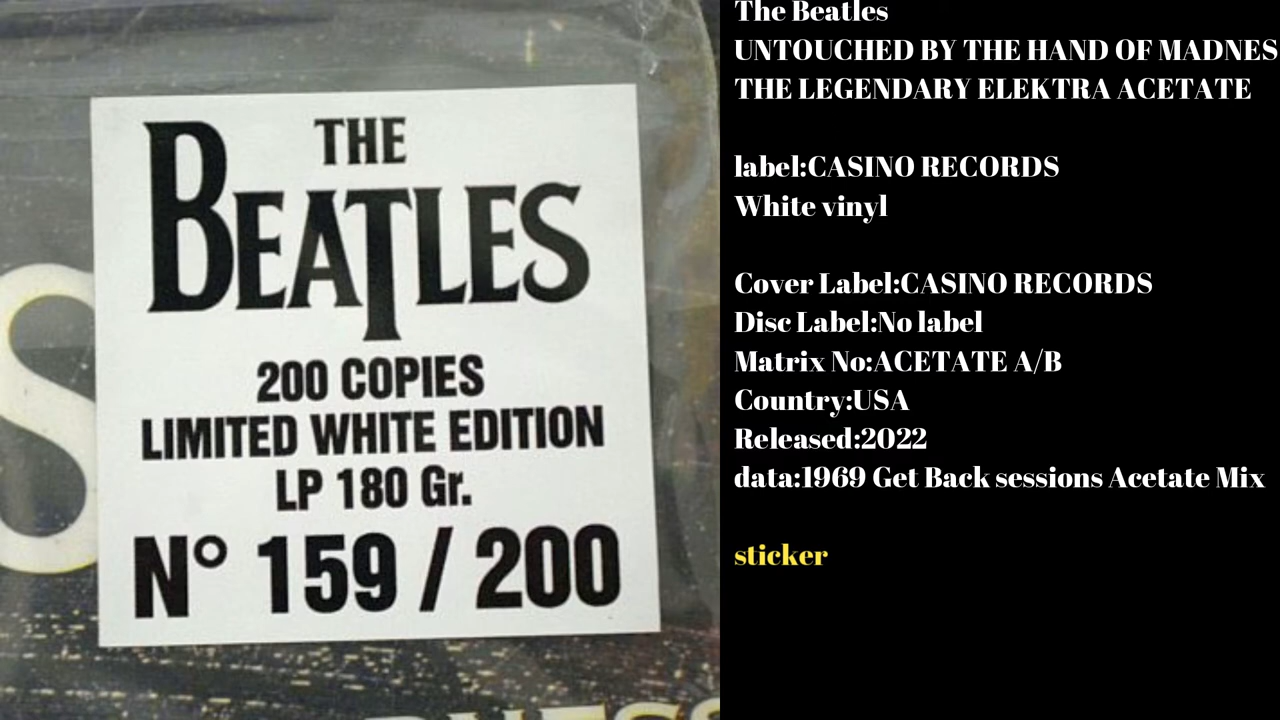 THE
BEATLES
200 COPIES
LIMITED WHITE EDITION
LP 180 Gr.
N° 159 / 200
The Beatles
UNTOUCHED BY THE HAND OF MADNES
THE LEGENDARY ELEKTRA ACETATE
label:CASINO RECORDS
White vinyl
Cover Label:CASINO RECORDS
Disc Label:No label
Matrix No:ACETATE A/B
Country:USA
Released:2022
data:1969 Get Back sessions Acetate Mix
sticker